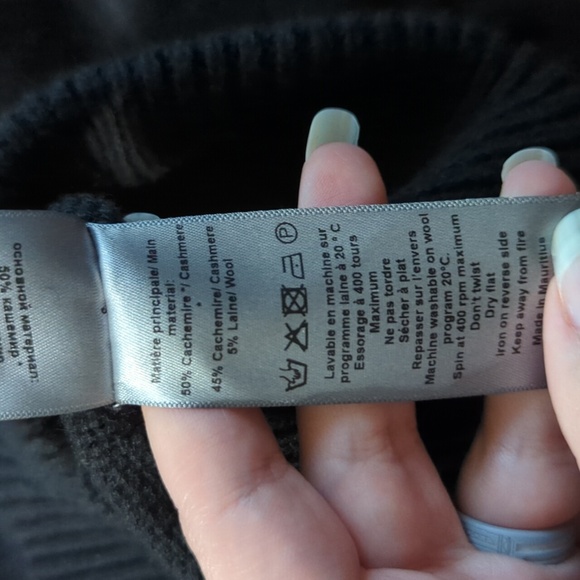 основной материал:
50% кашемир
*
Matière principale/ Main
material:
50% Cachemire */ Cashmere
*
45% Cachemire/ Cashmere
5% Laine/ Wool
P
Lavable en machine sur
programme laine à 20 ° C
Essorage à 400 tours
Maximum
Ne pas tordre
Sécher à plat
Repasser sur l'envers
Machine washable on wool
program 20°C.
Spin at 400 rpm maximum
Don't twist
Dry flat
iron on reverse side
Keep away from fire
Made in Mauritius